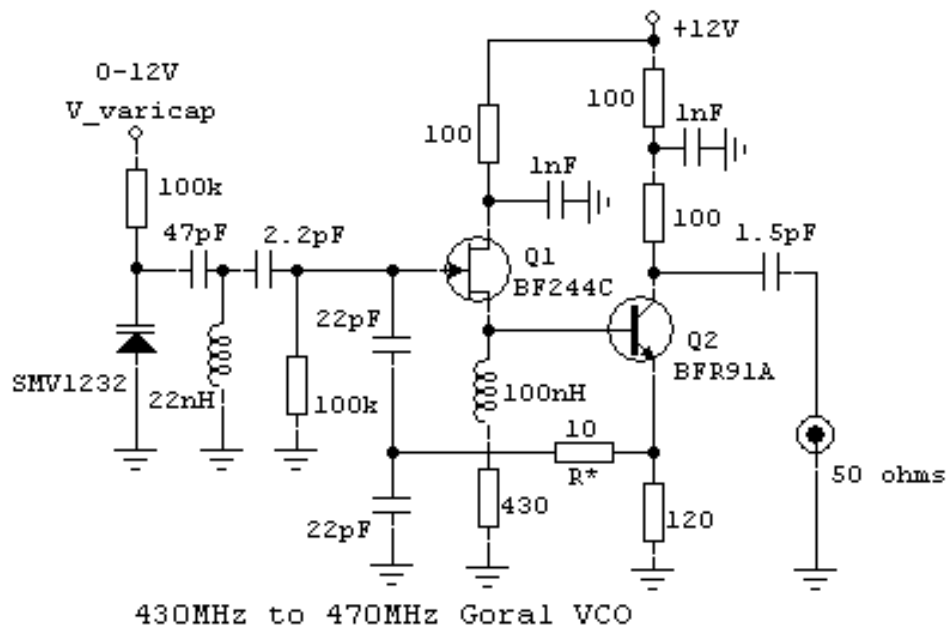 +12V
0-12V
V_varicap
100
1nF
100
1nF
100k
100
47pF
2.2pF
1.5pF
Q1
BF244C
22pF
Q2
BFR91A
SMV1232
22nH
100k
100nH
10
R*
50 ohms
22pF
430
120
430MHz to 470MHz Goral VCO